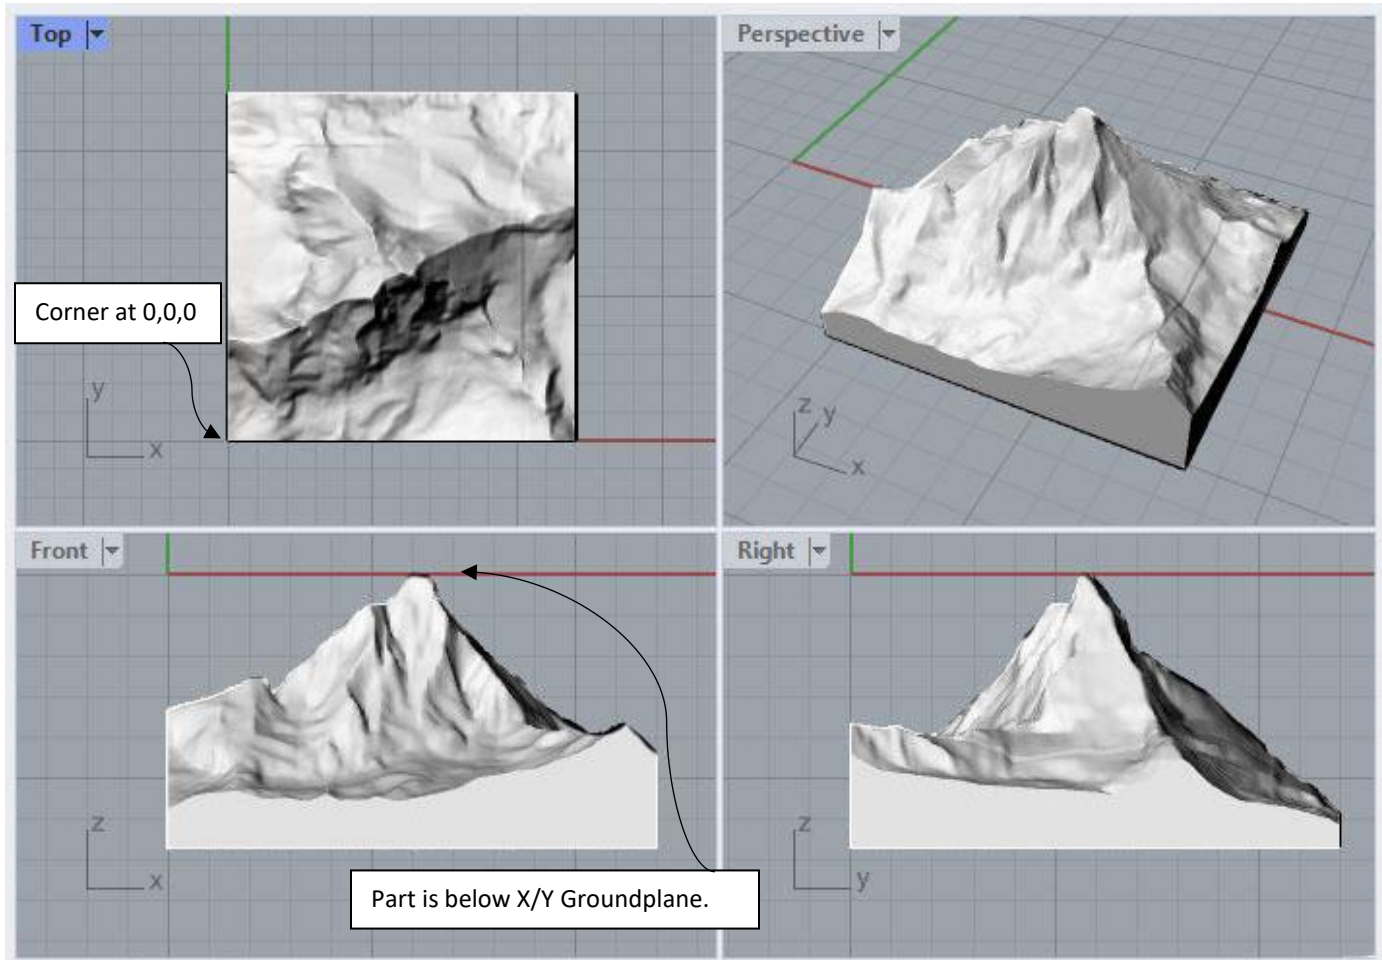 Top
Perspective
Corner at 0,0,0
y
x
z
y
x
Front
Right
z
x
z
y
Part is below X/Y Groundplane.